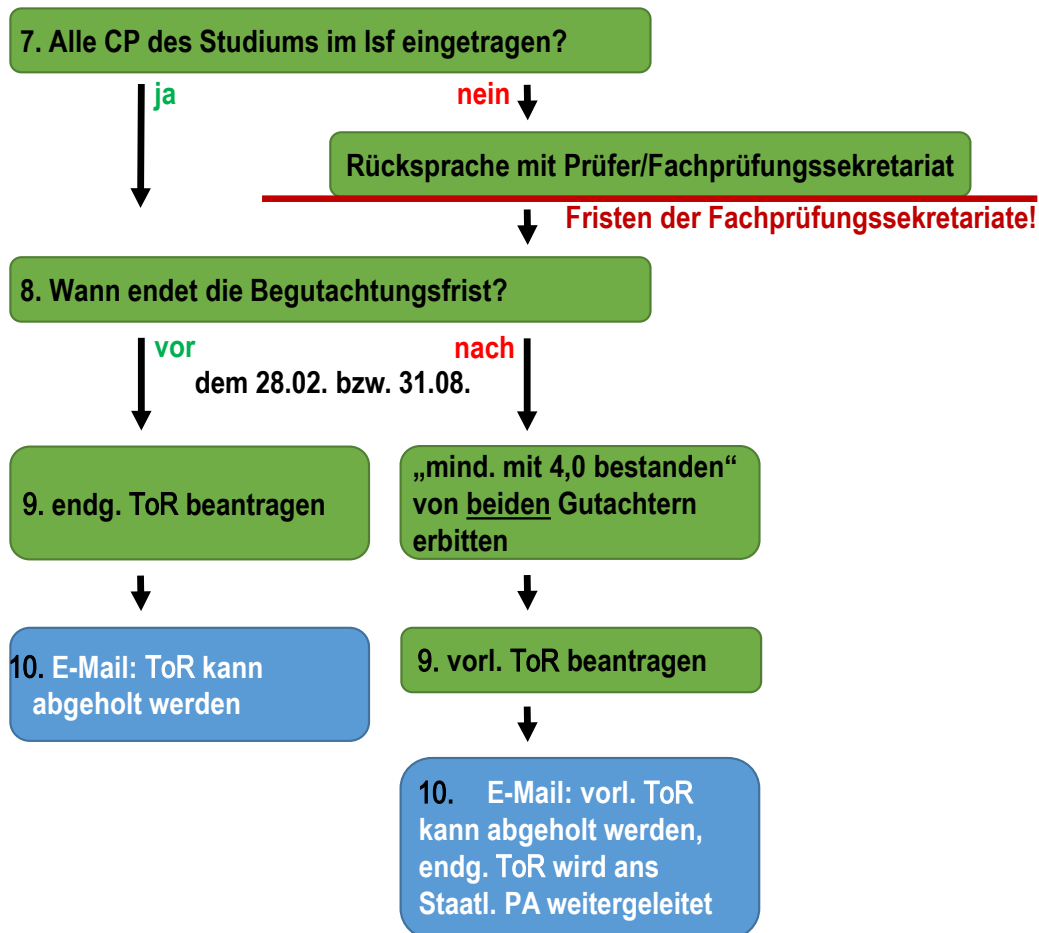 7. Alle CP des Studiums im lsf eingetragen?
ja
nein
Rücksprache mit Prüfer/Fachprüfungssekretariat
Fristen der Fachprüfungssekretariate!
8. Wann endet die Begutachtungsfrist?
vor
nach
dem 28.02. bzw. 31.08.
9. endg. ToR beantragen
„mind. mit 4,0 bestanden“
von beiden Gutachtern
erbitten
10. E-Mail: ToR kann
abgeholt werden
9. vorl. ToR beantragen
10. E-Mail: vorl. ToR
kann abgeholt werden,
endg. ToR wird ans
Staatl. PA weitergeleitet